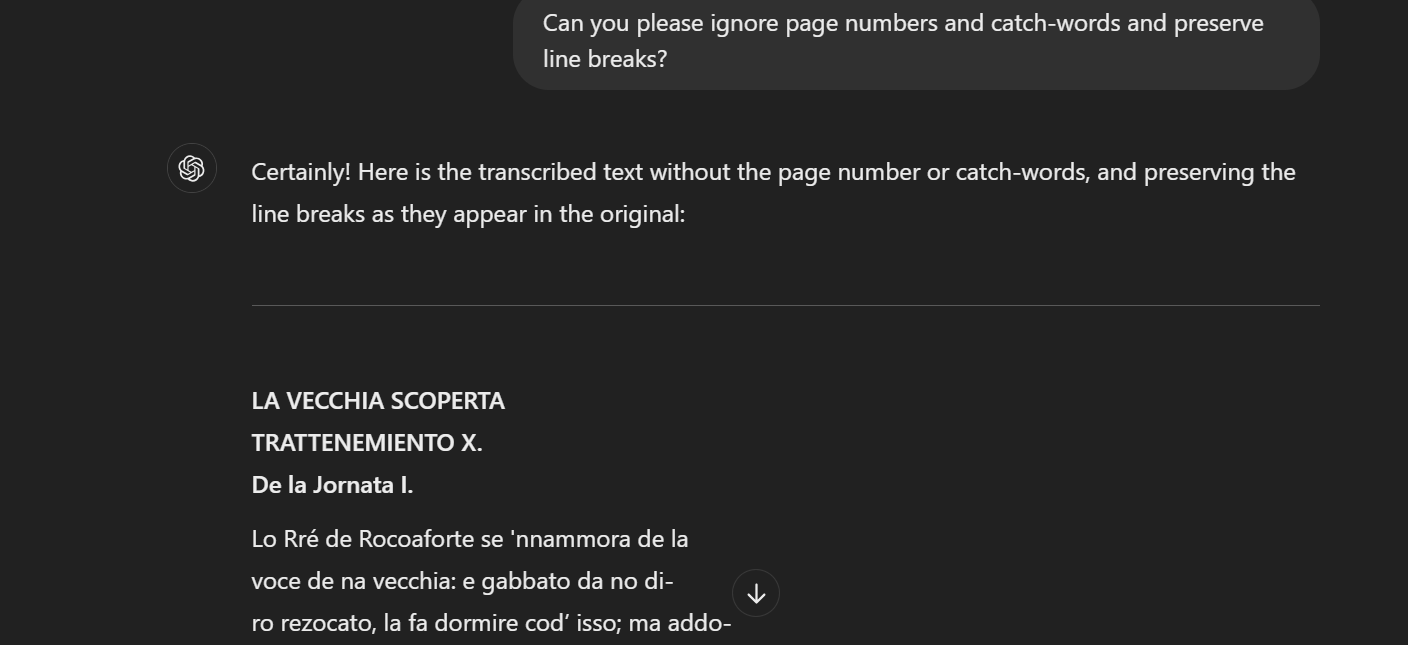 Can you please ignore page numbers and catch-words and preserve
line breaks?
Certainly! Here is the transcribed text without the page number or catch-words, and preserving the
line breaks as they appear in the original:
LA VECCHIA SCOPERTA
TRATTENEMIENTO X.
De la Jornata I.
Lo Rré de Rocoaforte se 'nnammora de la
voce de na vecchia: e gabbato da no di-
ro rezocato, la fa dormire cod’ isso; ma addo-